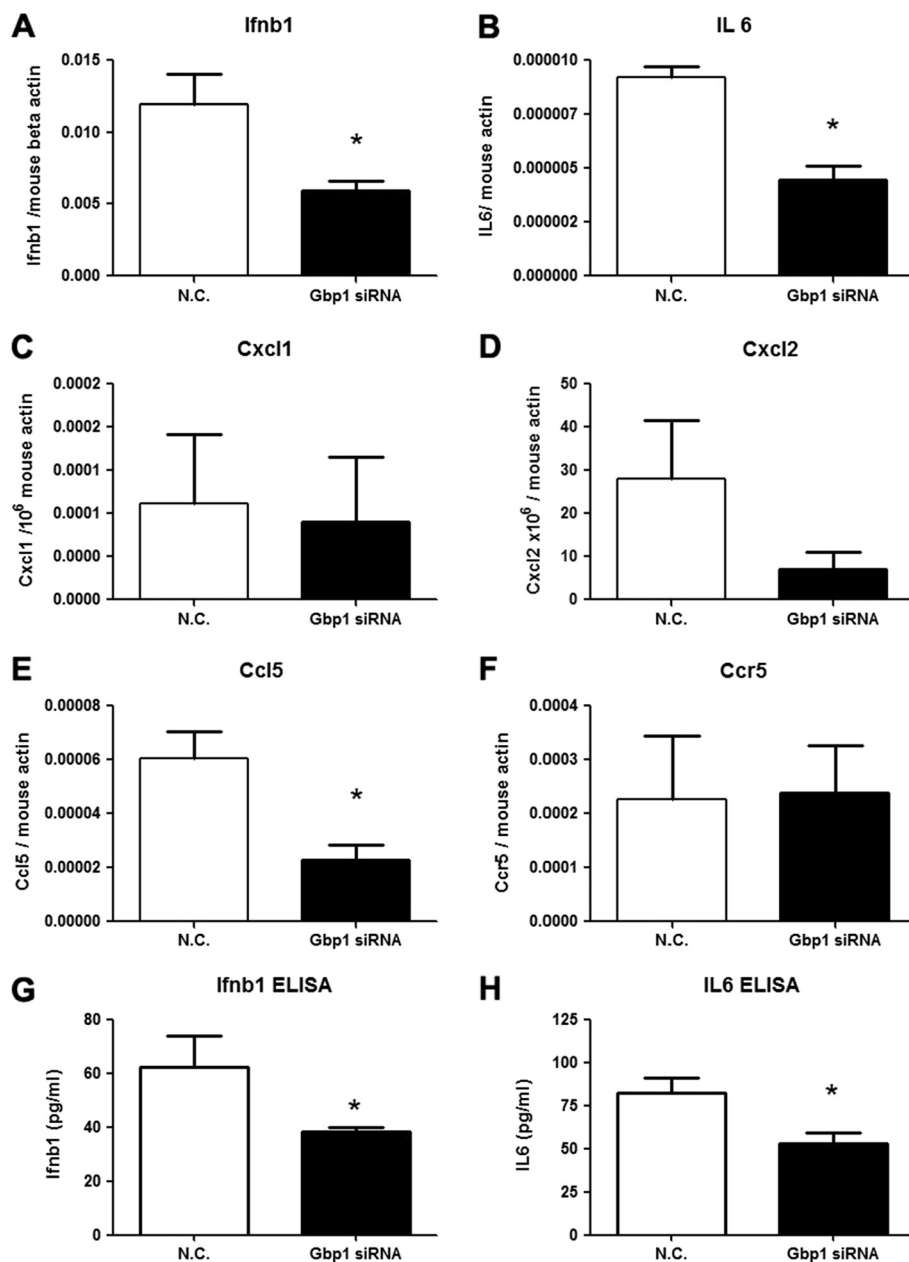 A
Ifnb1
Ifnb1 /mouse beta actin
0.015
0.010
0.005
0.000
*
N.C.
Gbp1 siRNA
B
IL 6
IL6/ mouse actin
0.000010
0.000007
0.000005
0.000002
0.000000
*
N.C.
Gbp1 siRNA
C
Cxcl1
Cxcl1 /10⁶ mouse actin
0.0002
0.0002
0.0001
0.0001
0.0000
0.0000
N.C.
Gbp1 siRNA
D
Cxcl2
Cxcl2 x10⁶ / mouse actin
50
40
30
20
10
0
N.C.
Gbp1 siRNA
E
Ccl5
Ccl5 / mouse actin
0.00008
0.00006
0.00004
0.00002
0.00000
*
N.C.
Gbp1 siRNA
F
Ccr5
Ccr5 / mouse actin
0.0004
0.0003
0.0002
0.0001
0.0000
N.C.
Gbp1 siRNA
G
Ifnb1 ELISA
Ifnb1 (pg/ml)
80
60
40
20
0
*
N.C.
Gbp1 siRNA
H
IL6 ELISA
IL6 (pg/ml)
125
100
75
50
25
0
*
N.C.
Gbp1 siRNA